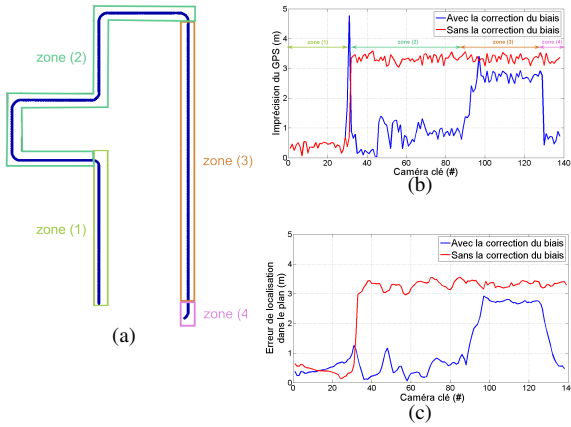 zone (2)
zone (3)
zone (1)
zone (4
(a)
Imprécision du GPS (m)
5
4
3
2
1
0
Avec la correction du biais
Sans la correction du biais
zone (1)
zone (2)
zone (3)
zone (4)
0 20 40 60 80 100 120 140
Caméra clé (#)
(b)
Erreur de localisation
dans le plan (m)
5
4
3
2
1
0
Avec la correction du biais
Sans la correction du biais
0 20 40 60 80 100 120 140
Caméra clé (#)
(c)